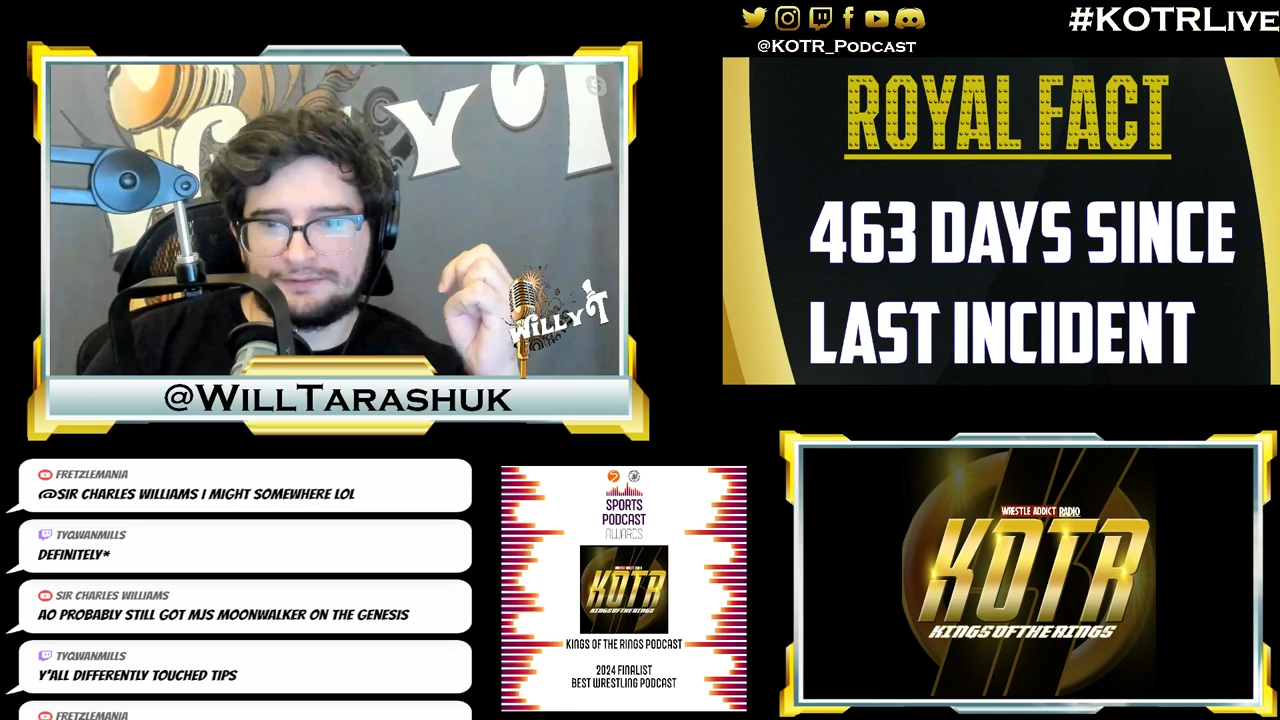 #KOTRLive
@KOTR_Podcast
ROYAL FACT
463 DAYS SINCE
LAST INCIDENT
WILLY T
@WillTarashuk
FRETZLEMANIA
@SIR CHARLES WILLIAMS I MIGHT SOMEWHERE LOL
TYQWANMILLS
DEFINITELY*
SIR CHARLES WILLIAMS
AO PROBABLY STILL GOT MJS MOONWALKER ON THE GENESIS
TYQWANMILLS
Y'ALL DIFFERENTLY TOUCHED TIPS
FRETZLEMANIA
SPORTS
PODCAST
AWARDS
KOTR
KINGS OF THE RINGS
KINGS OF THE RINGS PODCAST
2024 FINALIST
BEST WRESTLING PODCAST
WRESTLE ADDICT RADIO
KOTR
KINGS OF THE RINGS